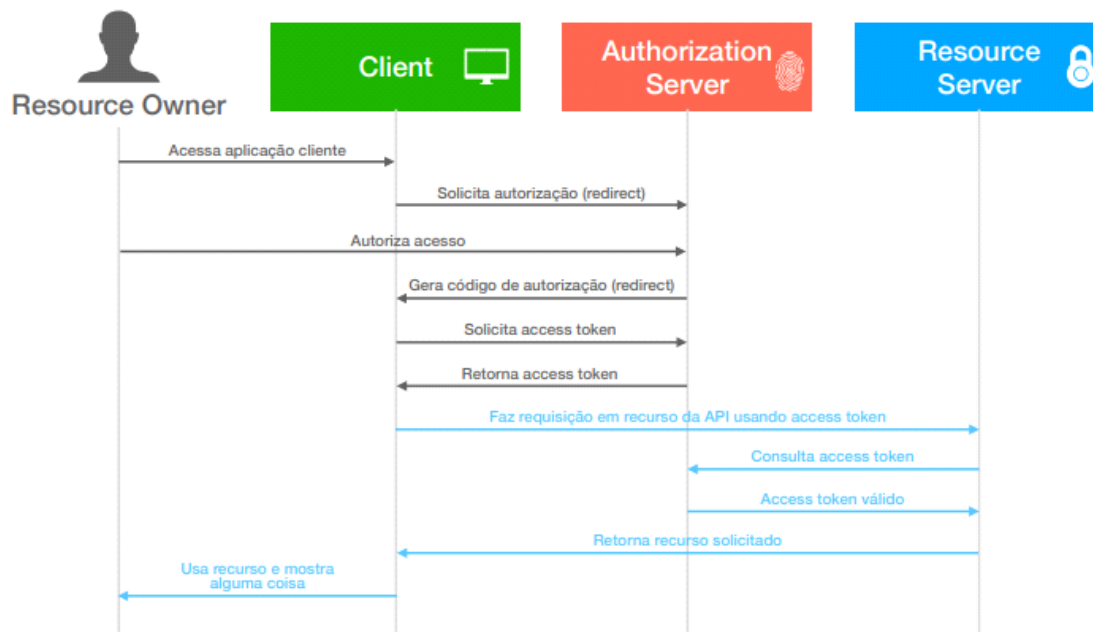 Resource Owner
Client
Authorization
Server
Resource
Server
Acessa aplicação cliente
Solicita autorização (redirect)
Autoriza acesso
Gera código de autorização (redirect)
Solicita access token
Retorna access token
Faz requisição em recurso da API usando access token
Consulta access token
Access token válido
Retorna recurso solicitado
Usa recurso e mostra
alguma coisa